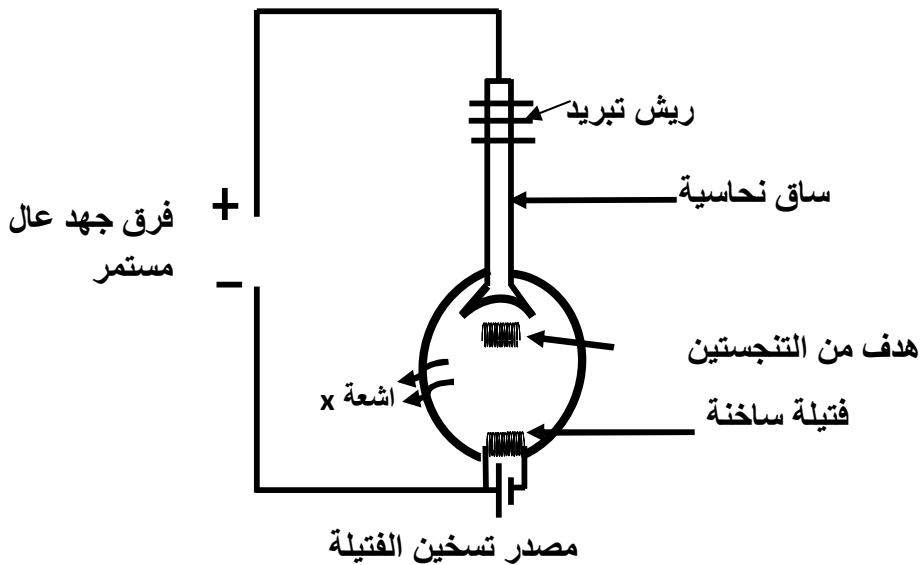 ريش تبريد
ساق نحاسية
+
فرق جهد عال
مستمر
–
هدف من التنجستين
اشعة x
فتيلة ساخنة
مصدر تسخين الفتيلة